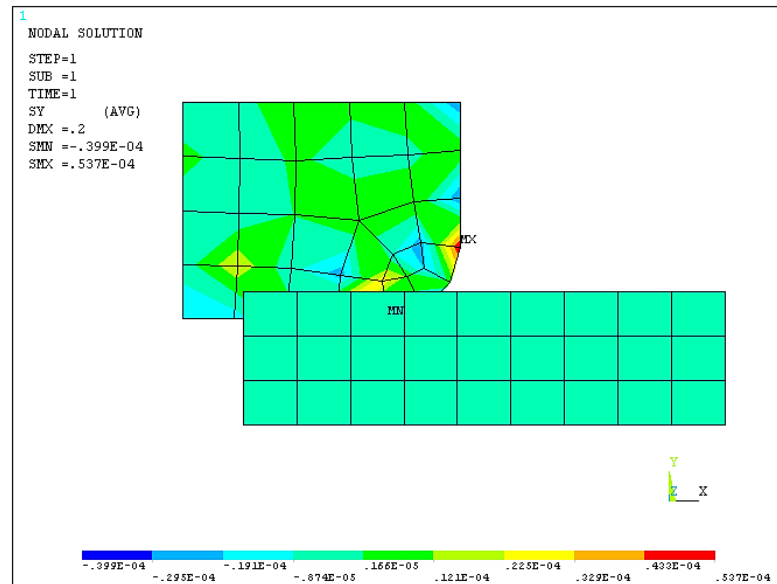 1
NODAL SOLUTION
STEP=1
SUB =1
TIME=1
SY (AVG)
DMX =.2
SMN =-.399E-04
SMX =.537E-04
MX
MN
Y
Z X
-.399E-04 -.191E-04 .166E-05 .225E-04 .433E-04
-.295E-04 -.874E-05 .121E-04 .329E-04 .537E-04